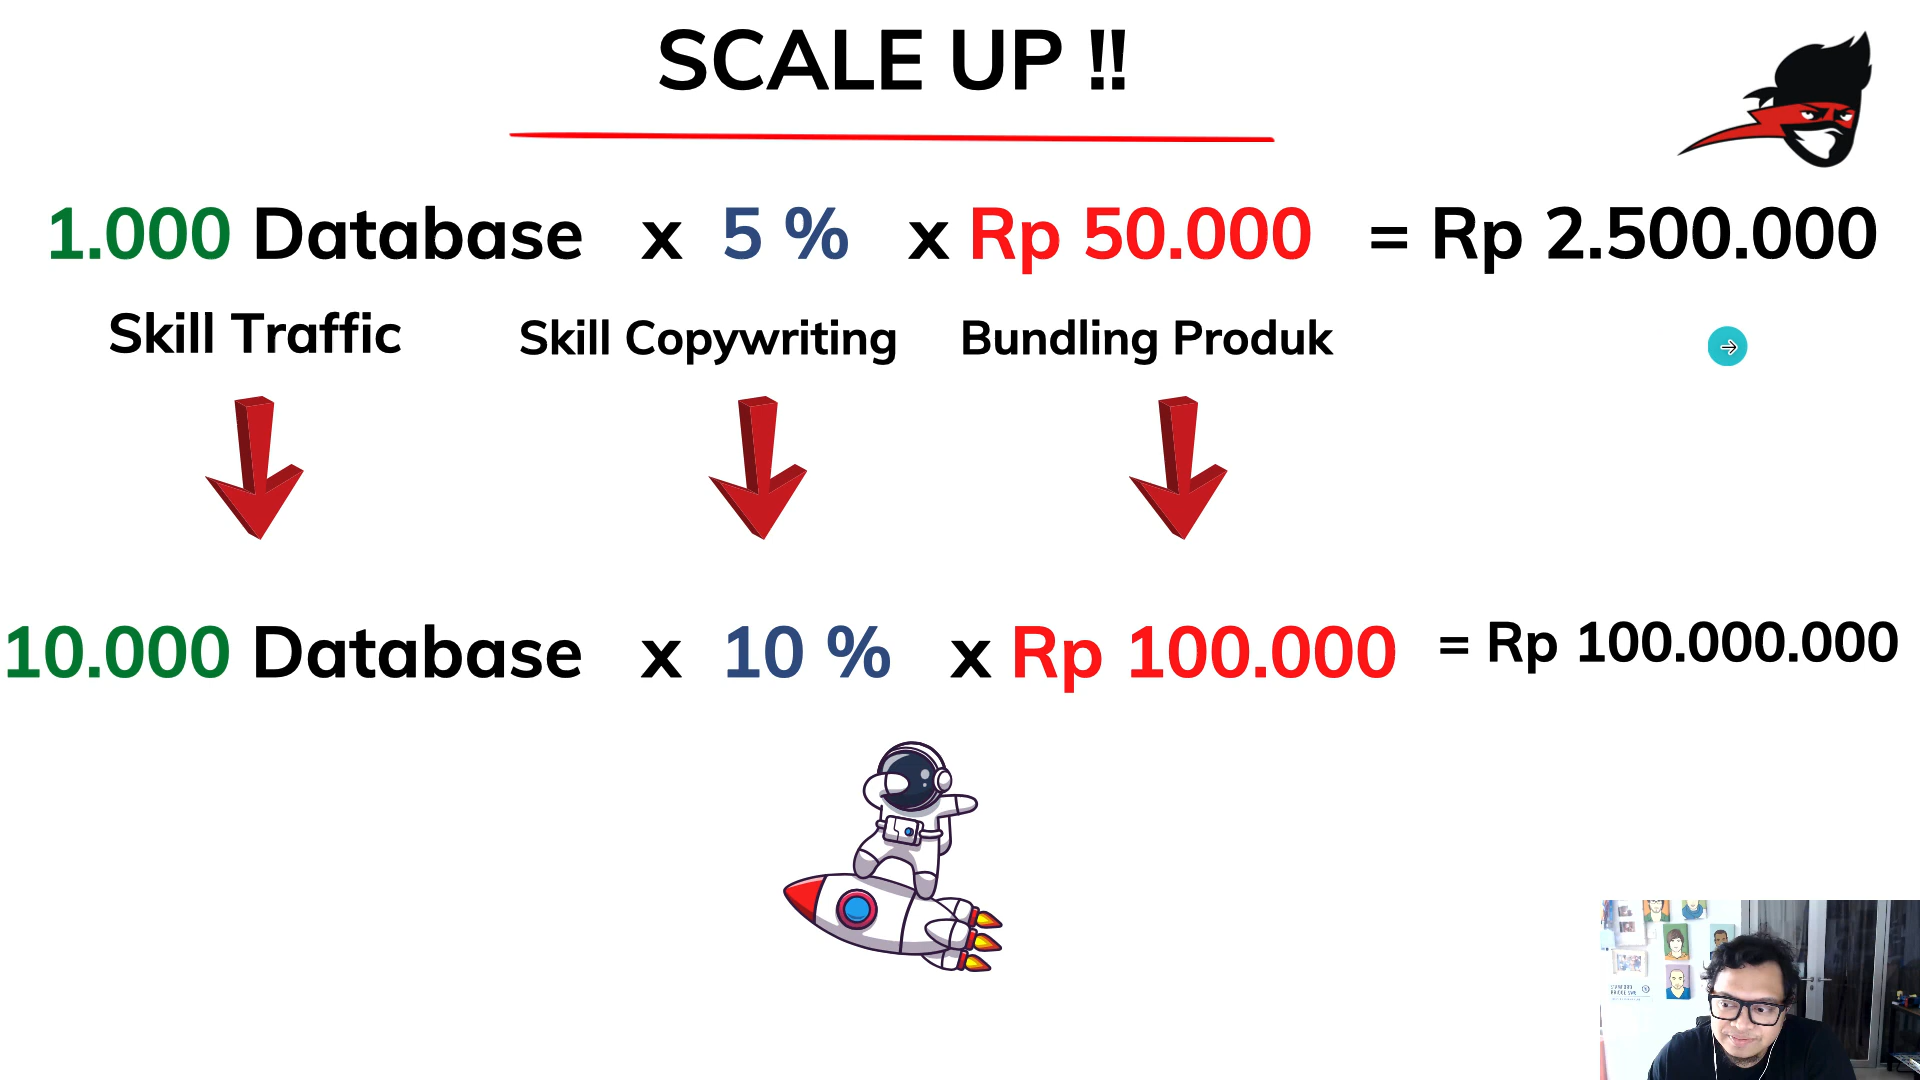 SCALE UP !!
1.000 Database x 5 % x Rp 50.000 = Rp 2.500.000
Skill Traffic Skill Copywriting Bundling Produk
10.000 Database x 10 % x Rp 100.000 = Rp 100.000.000